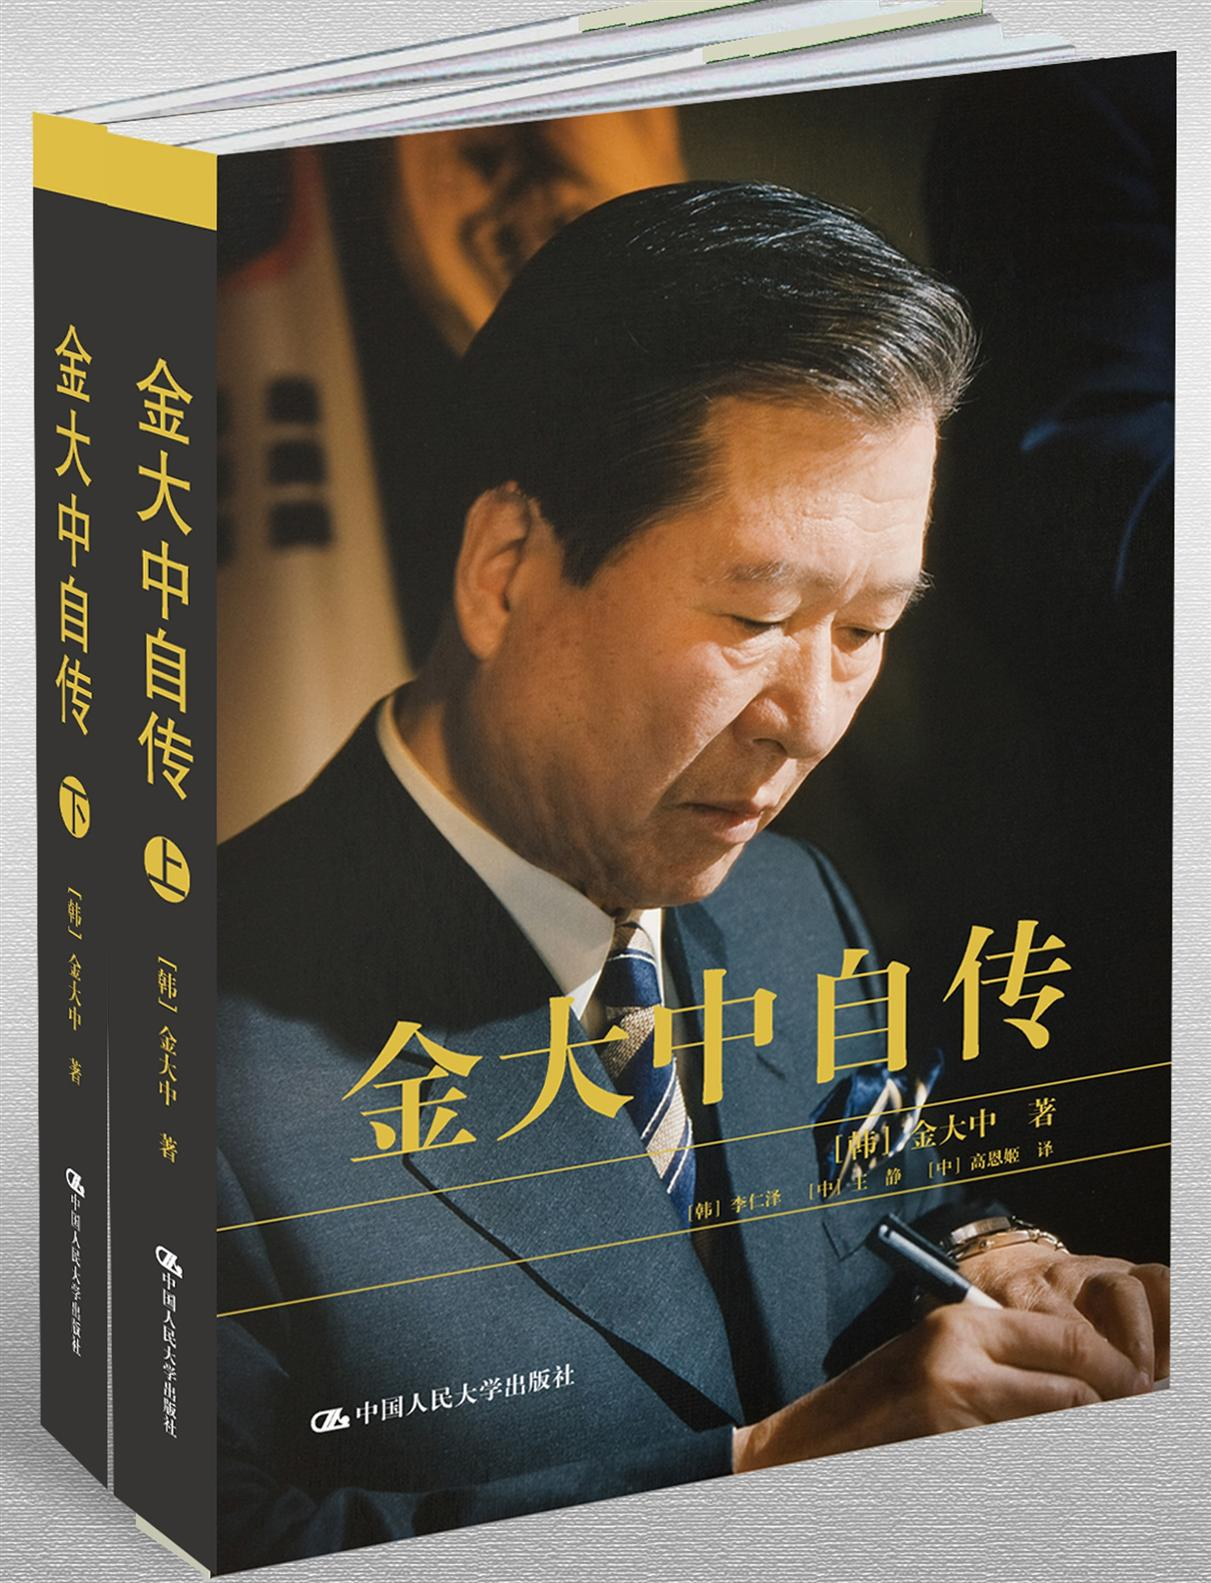 金大中自传
[韩] 金大中 著
[韩] 李仁泽 [中] 王 静 [中] 高恩姬 译
中国人民大学出版社
金大中自传 上 [韩] 金大中 著 中国人民大学出版社
金大中自传 下 [韩] 金大中 著 中国人民大学出版社